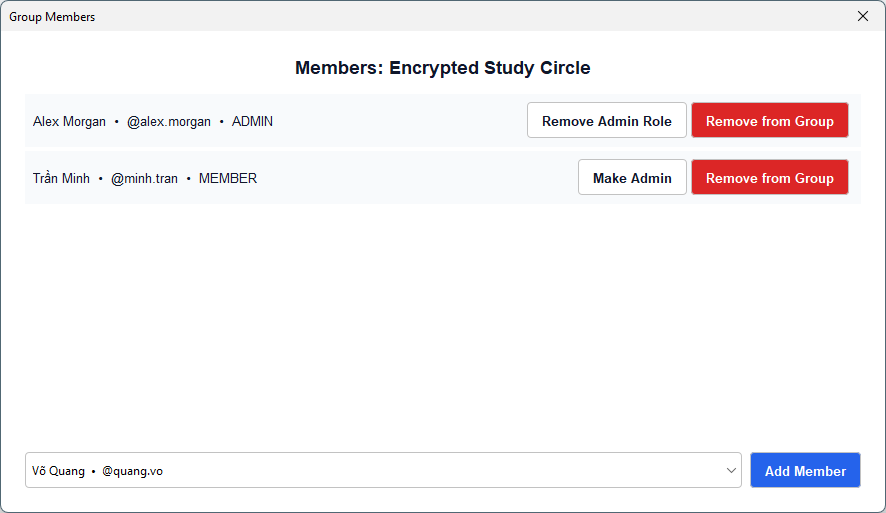 Group Members
Members: Encrypted Study Circle
Alex Morgan • @alex.morgan • ADMIN Remove Admin Role Remove from Group
Trần Minh • @minh.tran • MEMBER Make Admin Remove from Group
Võ Quang • @quang.vo Add Member